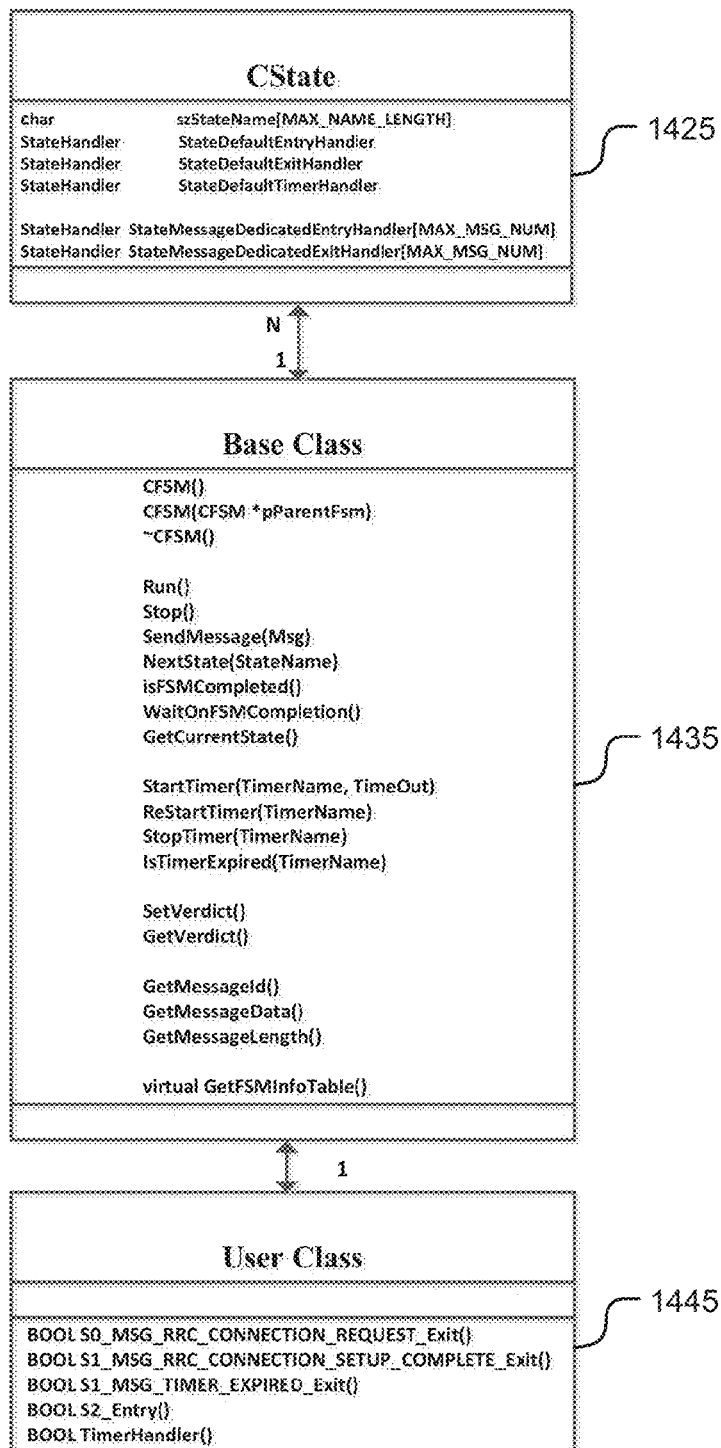 CState
char szStateName[MAX_NAME_LENGTH]
StateHandler StateDefaultEntryHandler
StateHandler StateDefaultExitHandler
StateHandler StateDefaultTimerHandler
StateHandler StateMessageDedicatedEntryHandler[MAX_MSG_NUM]
StateHandler StateMessageDedicatedExitHandler[MAX_MSG_NUM]
1425
N
1
Base Class
CFSM()
CFSM(CFSM *pParentFsm)
~CFSM()
Run()
Stop()
SendMessage(Msg)
NextState(StateName)
isFSMCompleted()
WaitOnFSMCompletion()
GetCurrentState()
1435
StartTimer(TimerName, TimeOut)
ReStartTimer(TimerName)
StopTimer(TimerName)
IsTimerExpired(TimerName)
SetVerdict()
GetVerdict()
GetMessageId()
GetMessageData()
GetMessageLength()
virtual GetFSMInfoTable()
1
User Class
1445
BOOL S0_MSG_RRC_CONNECTION_REQUEST_Exit()
BOOL S1_MSG_RRC_CONNECTION_SETUP_COMPLETE_Exit()
BOOL S1_MSG_TIMER_EXPIRED_Exit()
BOOL S2_Entry()
BOOL TimerHandler()